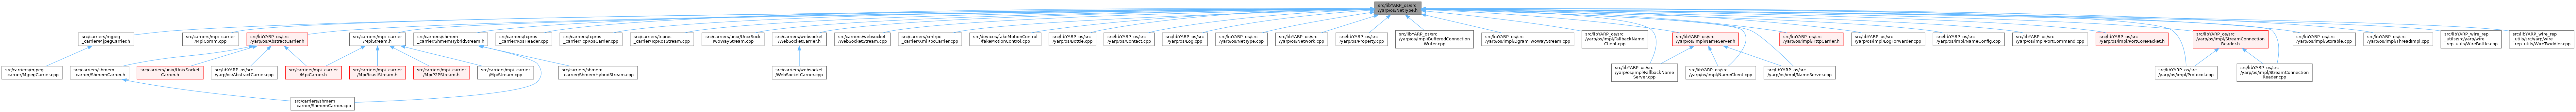 src/libYARP_os/src
/yarp/os/NetType.h
src/carriers/mjpeg
_carrier/MjpegCarrier.h
src/carriers/mpi_carrier
/MpiComm.cpp
src/libYARP_os/src
/yarp/os/AbstractCarrier.h
src/carriers/mpi_carrier
/MpiStream.h
src/carriers/shmem
_carrier/ShmemHybridStream.h
src/carriers/tcpros
_carrier/RosHeader.cpp
src/carriers/tcpros
_carrier/TcpRosCarrier.cpp
src/carriers/tcpros
_carrier/TcpRosStream.cpp
src/carriers/unix/UnixSock
TwoWayStream.cpp
src/carriers/websocket
/WebSocketCarrier.h
src/carriers/websocket
/WebSocketStream.cpp
src/carriers/xmlrpc
_carrier/XmlRpcCarrier.cpp
src/devices/fakeMotionControl
/fakeMotionControl.cpp
src/libYARP_os/src
/yarp/os/Bottle.cpp
src/libYARP_os/src
/yarp/os/Contact.cpp
src/libYARP_os/src
/yarp/os/Log.cpp
src/libYARP_os/src
/yarp/os/NetType.cpp
src/libYARP_os/src
/yarp/os/Network.cpp
src/libYARP_os/src
/yarp/os/Property.cpp
src/libYARP_os/src
/yarp/os/impl/BufferedConnection
Writer.cpp
src/libYARP_os/src
/yarp/os/impl/DgramTwoWayStream.cpp
src/libYARP_os/src
/yarp/os/impl/FallbackName
Client.cpp
src/libYARP_os/src
/yarp/os/impl/NameServer.h
src/libYARP_os/src
/yarp/os/impl/HttpCarrier.h
src/libYARP_os/src
/yarp/os/impl/LogForwarder.cpp
src/libYARP_os/src
/yarp/os/impl/NameConfig.cpp
src/libYARP_os/src
/yarp/os/impl/PortCommand.cpp
src/libYARP_os/src
/yarp/os/impl/PortCorePacket.h
src/libYARP_os/src
/yarp/os/impl/StreamConnection
Reader.h
src/libYARP_os/src
/yarp/os/impl/Storable.cpp
src/libYARP_os/src
/yarp/os/impl/ThreadImpl.cpp
src/libYARP_wire_rep
_utils/src/yarp/wire
_rep_utils/WireBottle.cpp
src/libYARP_wire_rep
_utils/src/yarp/wire
_rep_utils/WireTwiddler.cpp
src/carriers/mjpeg
_carrier/MjpegCarrier.cpp
src/carriers/shmem
_carrier/ShmemCarrier.h
src/carriers/unix/UnixSocket
Carrier.h
src/libYARP_os/src
/yarp/os/AbstractCarrier.cpp
src/carriers/mpi_carrier
/MpiCarrier.h
src/carriers/mpi_carrier
/MpiBcastStream.h
src/carriers/mpi_carrier
/MpiP2PStream.h
src/carriers/mpi_carrier
/MpiStream.cpp
src/carriers/shmem
_carrier/ShmemHybridStream.cpp
src/carriers/websocket
/WebSocketCarrier.cpp
src/libYARP_os/src
/yarp/os/impl/FallbackName
Server.cpp
src/libYARP_os/src
/yarp/os/impl/NameClient.cpp
src/libYARP_os/src
/yarp/os/impl/NameServer.cpp
src/libYARP_os/src
/yarp/os/impl/Protocol.cpp
src/libYARP_os/src
/yarp/os/impl/StreamConnection
Reader.cpp
src/carriers/shmem
_carrier/ShmemCarrier.cpp